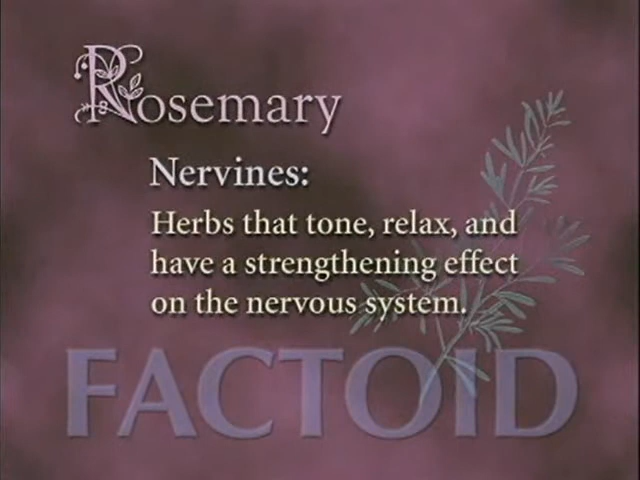 Rosemary
Nervines:
Herbs that tone, relax, and
have a strengthening effect
on the nervous system.
FACTOID